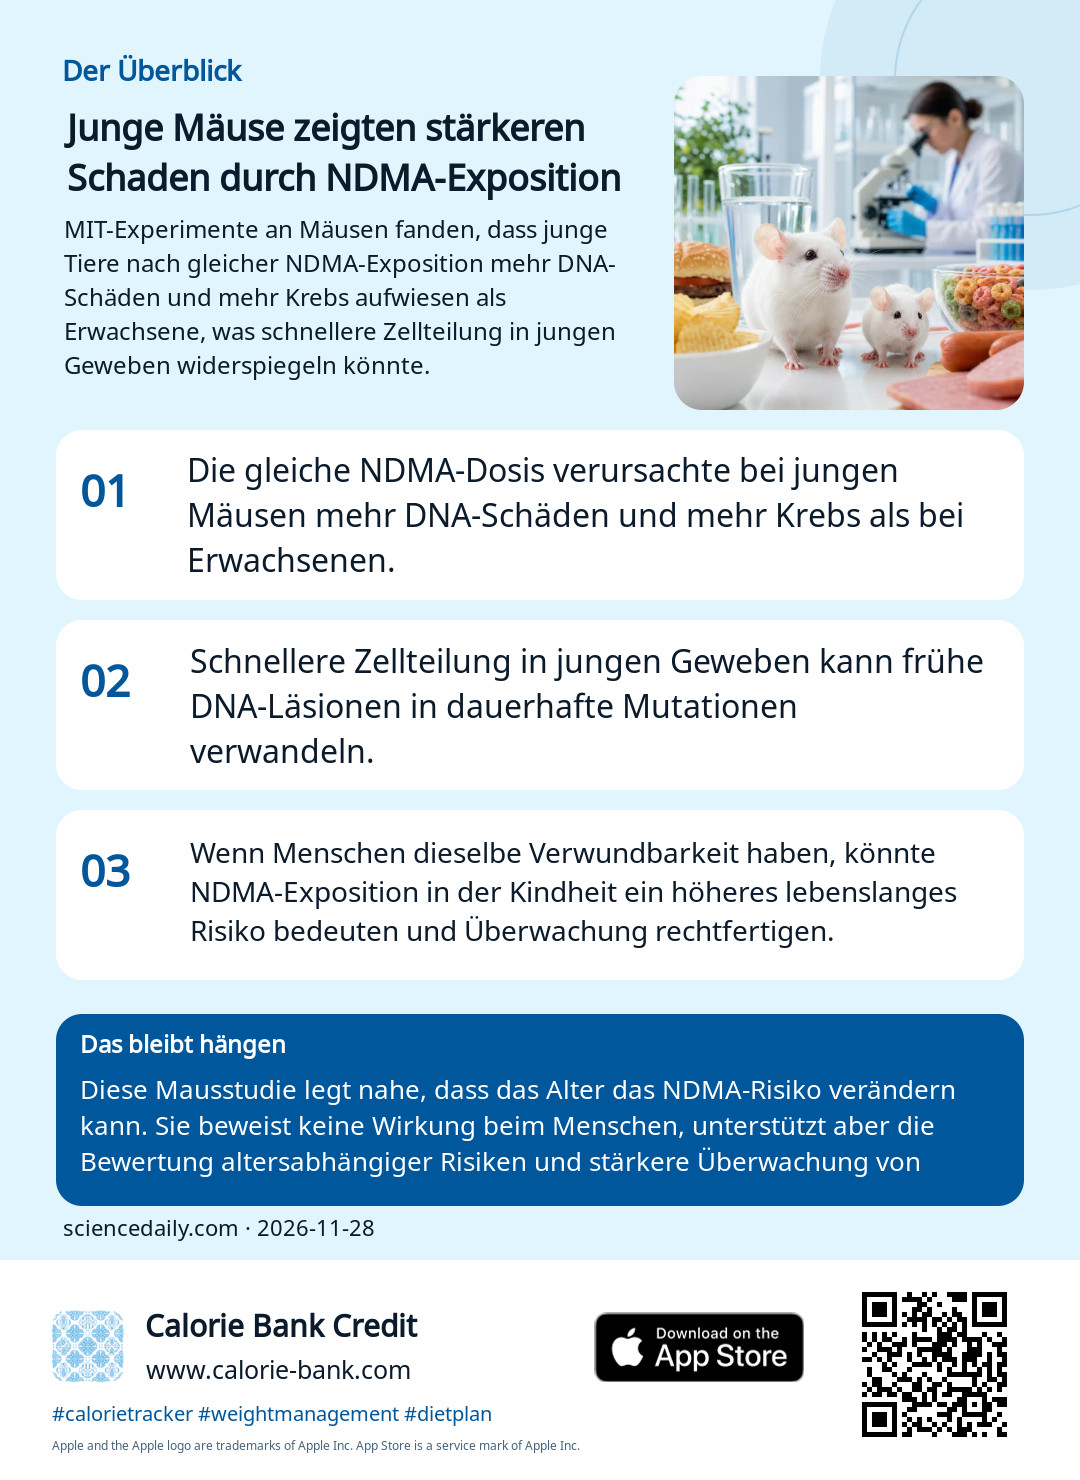 Der Überblick
Junge Mäuse zeigten stärkeren
Schaden durch NDMA-Exposition
MIT-Experimente an Mäusen fanden, dass junge
Tiere nach gleicher NDMA-Exposition mehr DNA-
Schäden und mehr Krebs aufwiesen als
Erwachsene, was schnellere Zellteilung in jungen
Geweben widerspiegeln könnte.
01
Die gleiche NDMA-Dosis verursachte bei jungen
Mäusen mehr DNA-Schäden und mehr Krebs als bei
Erwachsenen.
02
Schnellere Zellteilung in jungen Geweben kann frühe
DNA-Läsionen in dauerhafte Mutationen
verwandeln.
03
Wenn Menschen dieselbe Verwundbarkeit haben, könnte
NDMA-Exposition in der Kindheit ein höheres lebenslanges
Risiko bedeuten und Überwachung rechtfertigen.
Das bleibt hängen
Diese Mausstudie legt nahe, dass das Alter das NDMA-Risiko verändern
kann. Sie beweist keine Wirkung beim Menschen, unterstützt aber die
Bewertung altersabhängiger Risiken und stärkere Überwachung von
sciencedaily.com · 2026-11-28
Calorie Bank Credit
www.calorie-bank.com
#calorietracker #weightmanagement #dietplan
Apple and the Apple logo are trademarks of Apple Inc. App Store is a service mark of Apple Inc.
Download on the
App Store